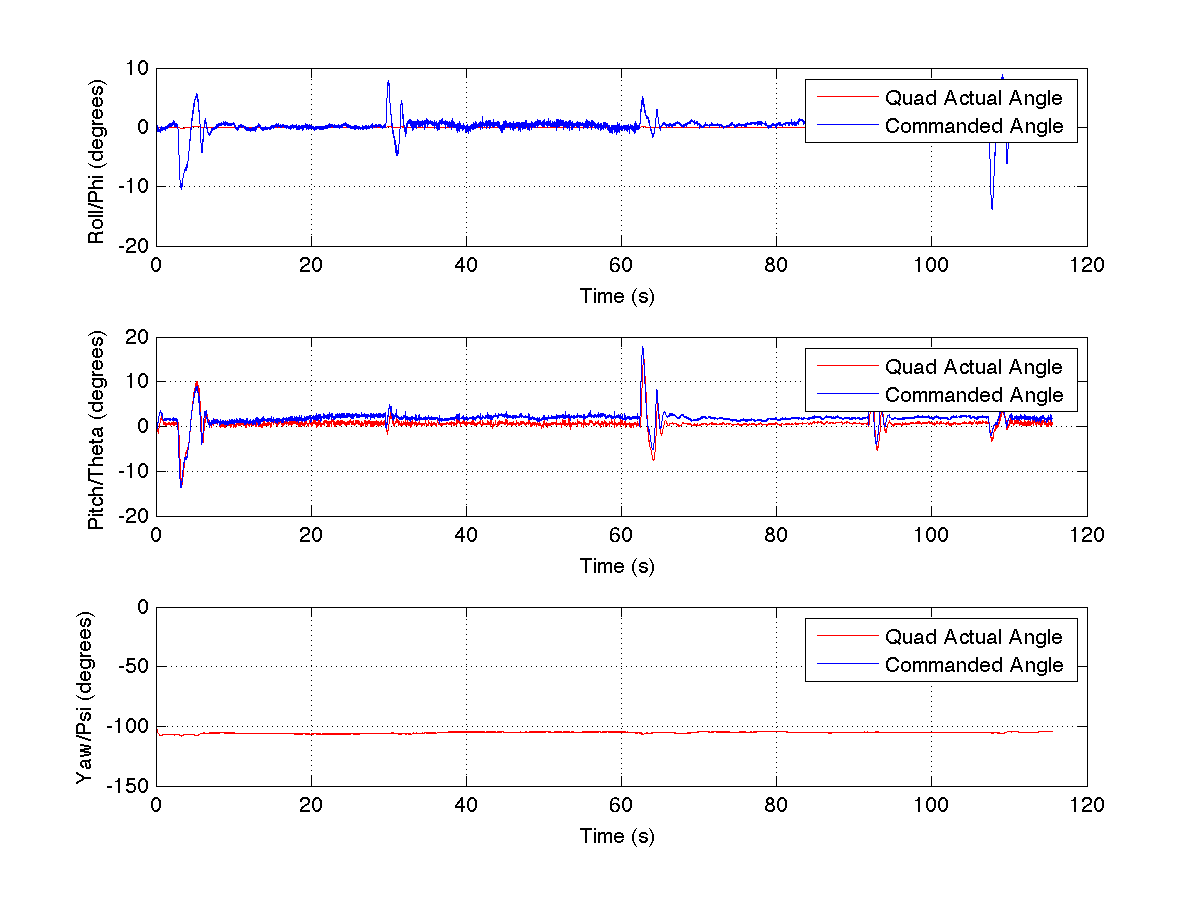 10
0
-10
-20
Roll/Phi (degrees)
Quad Actual Angle
Commanded Angle
0 20 40 60 80 100 120
Time (s)
20
10
0
-10
-20
Pitch/Theta (degrees)
Quad Actual Angle
Commanded Angle
0 20 40 60 80 100 120
Time (s)
0
-50
-100
-150
Yaw/Psi (degrees)
Quad Actual Angle
Commanded Angle
0 20 40 60 80 100 120
Time (s)